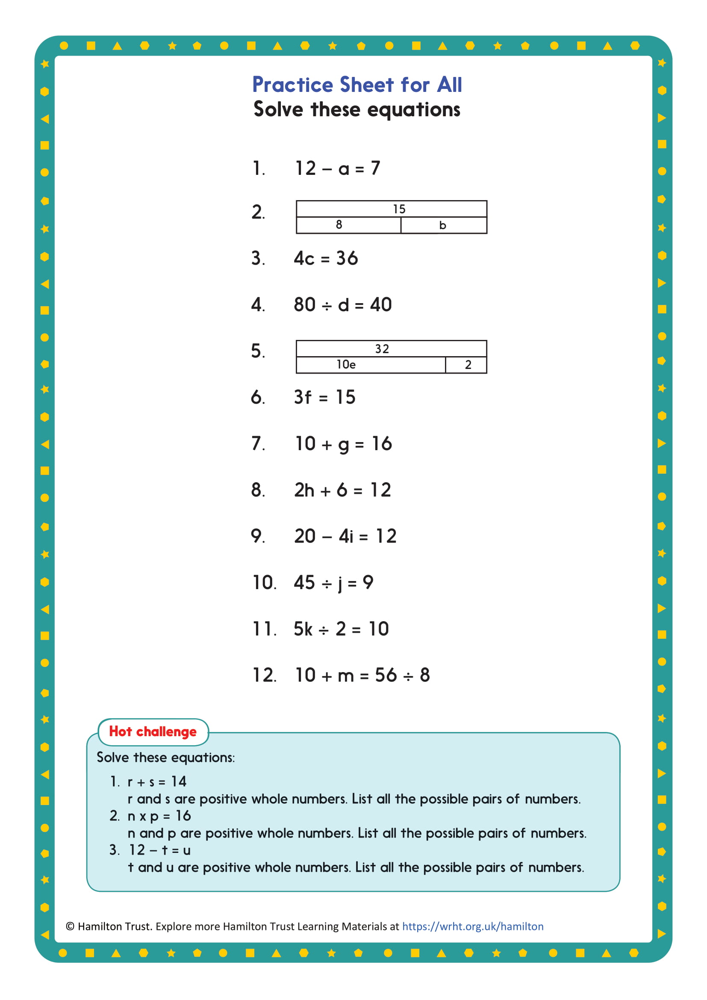 Practice Sheet for All
Solve these equations
1. 12 – a = 7
2. 15
8 b
3. 4c = 36
4. 80 ÷ d = 40
5. 32
10e 2
6. 3f = 15
7. 10 + g = 16
8. 2h + 6 = 12
9. 20 – 4i = 12
10. 45 ÷ j = 9
11. 5k ÷ 2 = 10
12. 10 + m = 56 ÷ 8
Hot challenge
Solve these equations:
1. r + s = 14
r and s are positive whole numbers. List all the possible pairs of numbers.
2. n x p = 16
n and p are positive whole numbers. List all the possible pairs of numbers.
3. 12 – t = u
t and u are positive whole numbers. List all the possible pairs of numbers.
© Hamilton Trust. Explore more Hamilton Trust Learning Materials at https://wrht.org.uk/hamilton